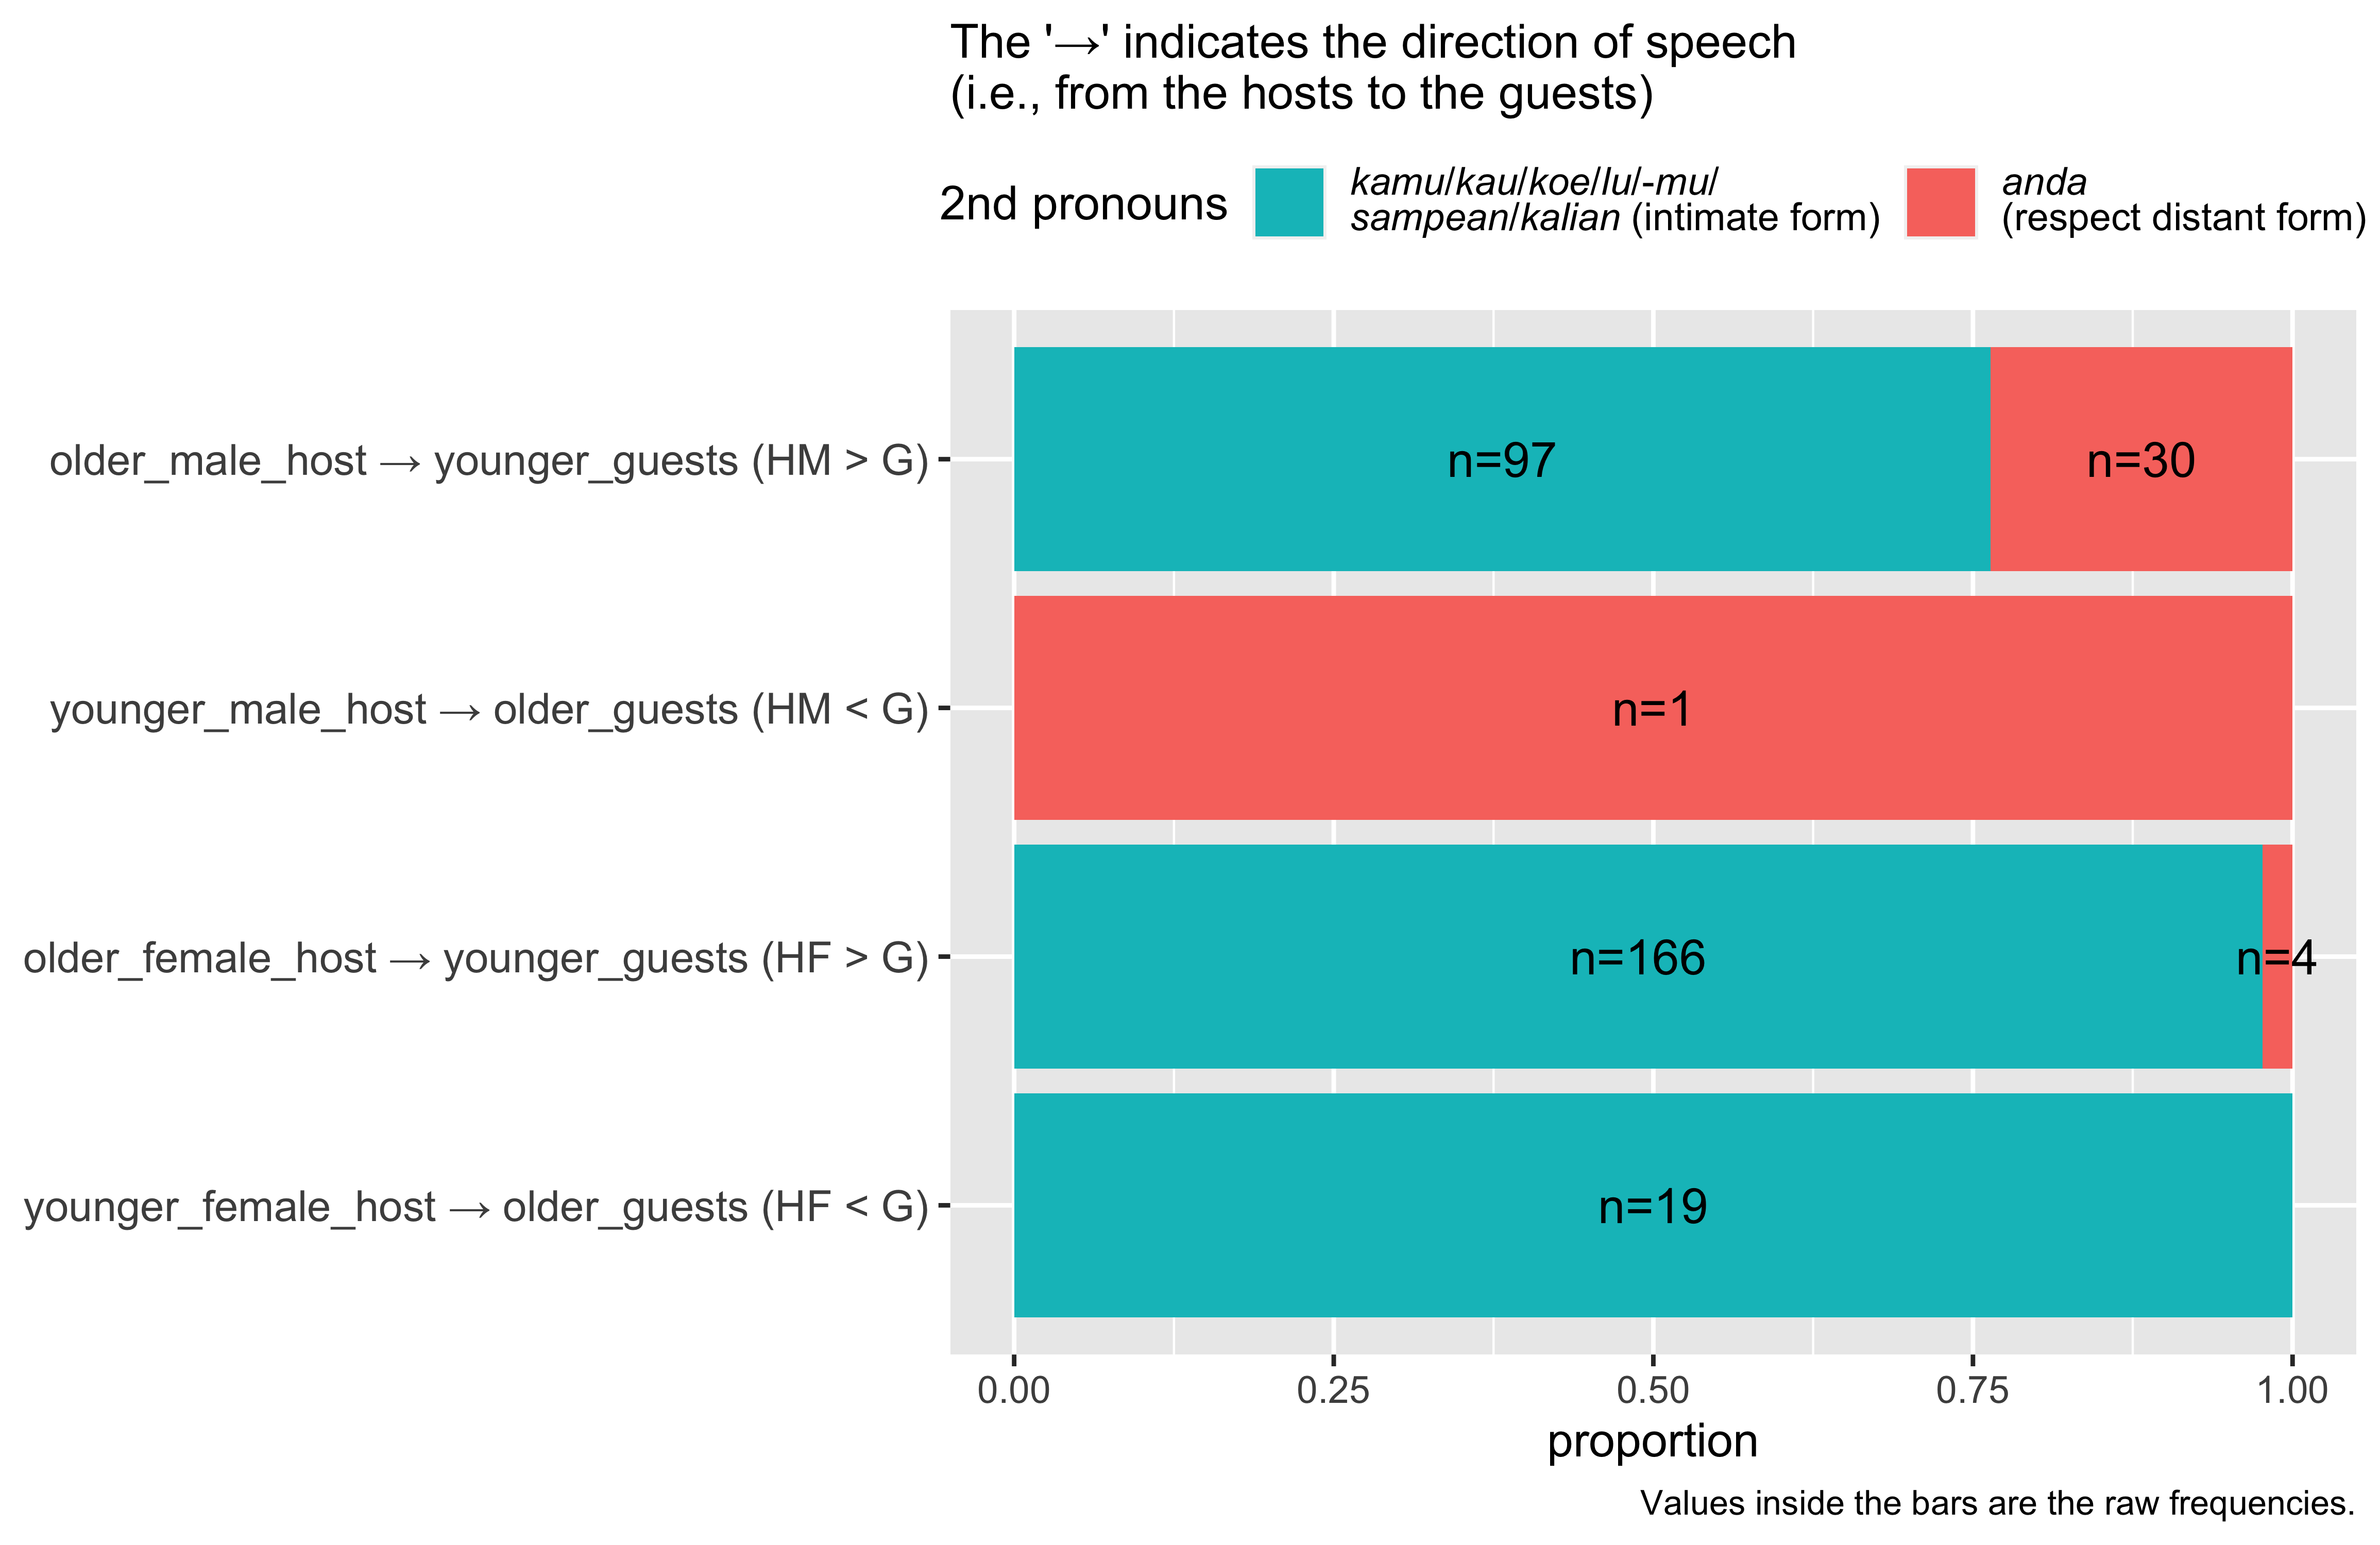 The '→' indicates the direction of speech
(i.e., from the hosts to the guests)
2nd pronouns
kamu/kau/koe/lu/-mu/
sampean/kalian (intimate form)
anda
(respect distant form)
older_male_host → younger_guests (HM > G)
n=97
n=30
younger_male_host → older_guests (HM < G)
n=1
older_female_host → younger_guests (HF > G)
n=166
n=4
younger_female_host → older_guests (HF < G)
n=19
0.00 0.25 0.50 0.75 1.00
proportion
Values inside the bars are the raw frequencies.